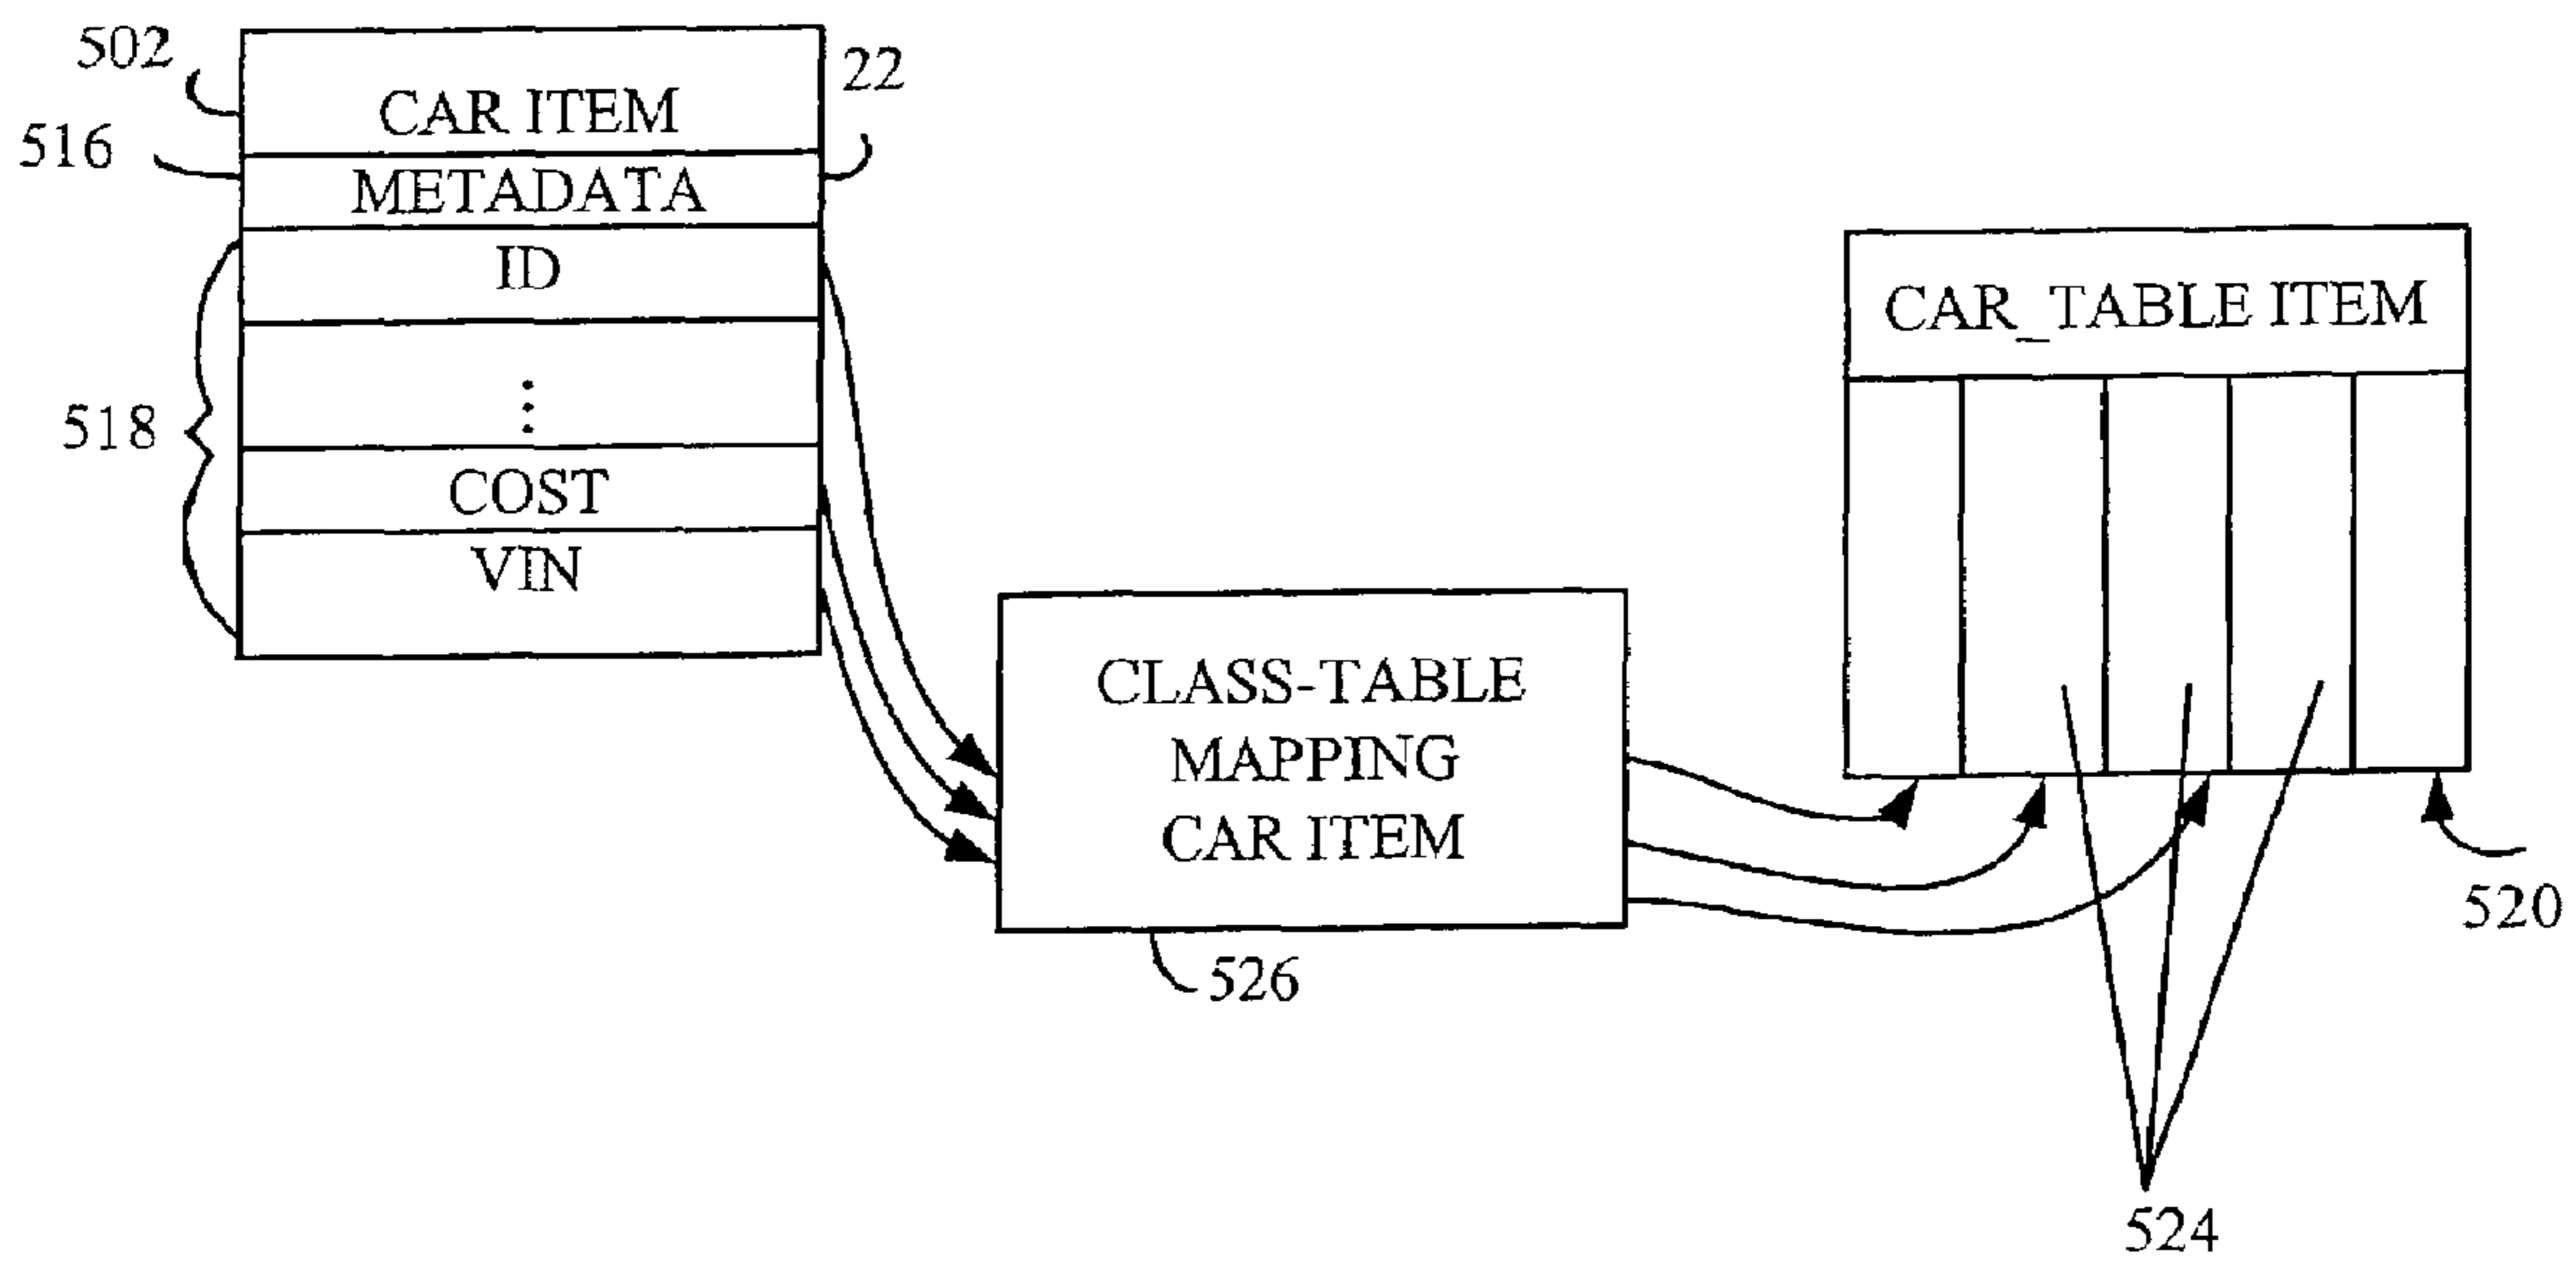 502
CAR ITEM
22
516
METADATA
ID
518
COST
VIN
CLASS-TABLE
MAPPING
CAR ITEM
526
CAR_TABLE ITEM
520
524